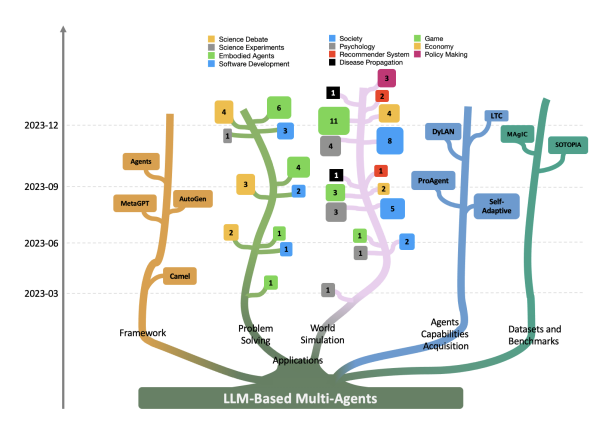 Science Debate
Science Experiments
Embodied Agents
Software Development
Society
Psychology
Recommender System
Disease Propagation
Game
Economy
Policy Making
2023-12
2023-09
2023-06
2023-03
Agents
MetaGPT
AutoGen
Camel
4
6
1
3
4
3
2
2
1
1
1
3
1
2
4
11
8
4
1
1
2
3
5
3
1
2
1
1
LTC
DyLAN
ProAgent
Self-
Adaptive
MAgIC
SOTOPIA
Framework
Problem
Solving
World
Simulation
Applications
Agents
Capabilities
Acquisition
Datasets and
Benchmarks
LLM-Based Multi-Agents